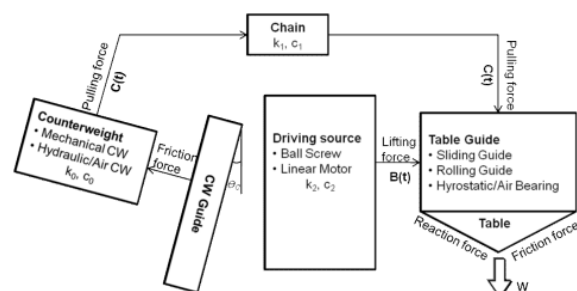 Chain
k₁, c₁
Pulling force
C(t)
Pulling force
C(t)
Counterweight
• Mechanical CW
• Hydraulic/Air CW
k₀, c₀
Friction
force
CW Guide
Driving source
• Ball Screw
• Linear Motor
k₂, c₂
Lifting
force
B(t)
Table Guide
• Sliding Guide
• Rolling Guide
• Hyrostatic/Air Bearing
Table
Reaction force
Friction force
W